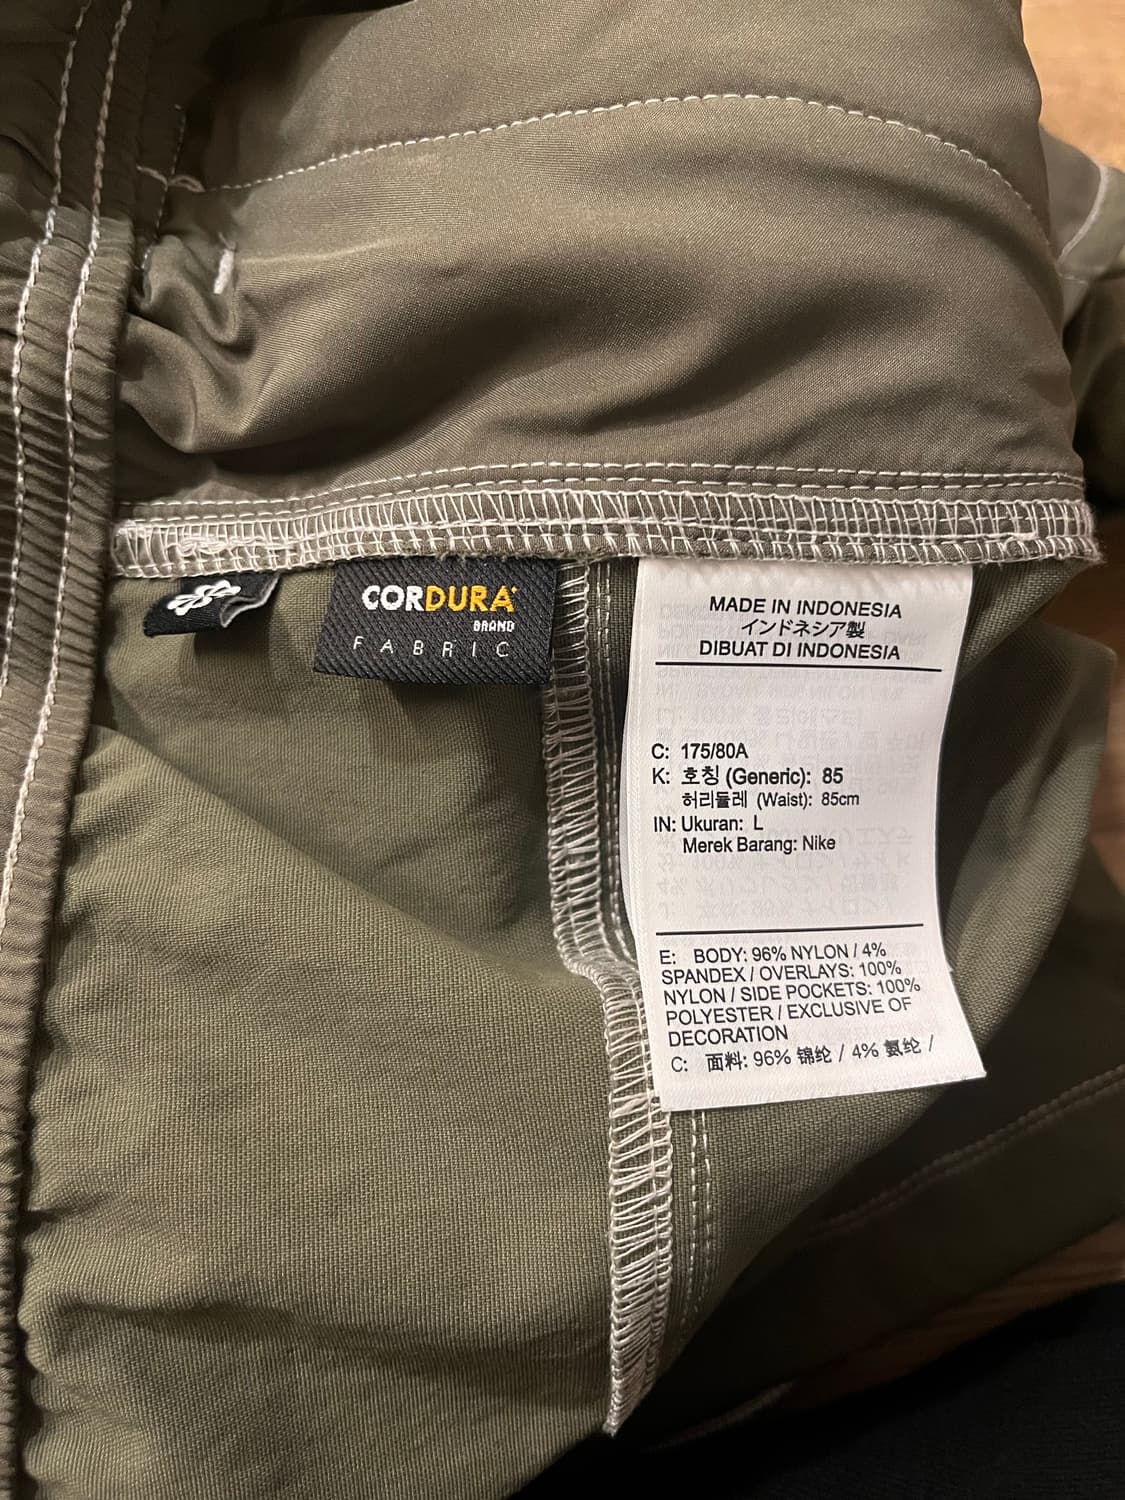 CORDURA
BRAND
FABRIC
MADE IN INDONESIA
インドネシア製
DIBUAT DI INDONESIA
C: 175/80A
K: 호칭 (Generic): 85
허리둘레 (Waist): 85cm
IN: Ukuran: L
Merek Barang: Nike
E: BODY: 96% NYLON / 4%
SPANDEX / OVERLAYS: 100%
NYLON / SIDE POCKETS: 100%
POLYESTER / EXCLUSIVE OF
DECORATION
C: 面料: 96% 锦纶 / 4% 氨纶 /